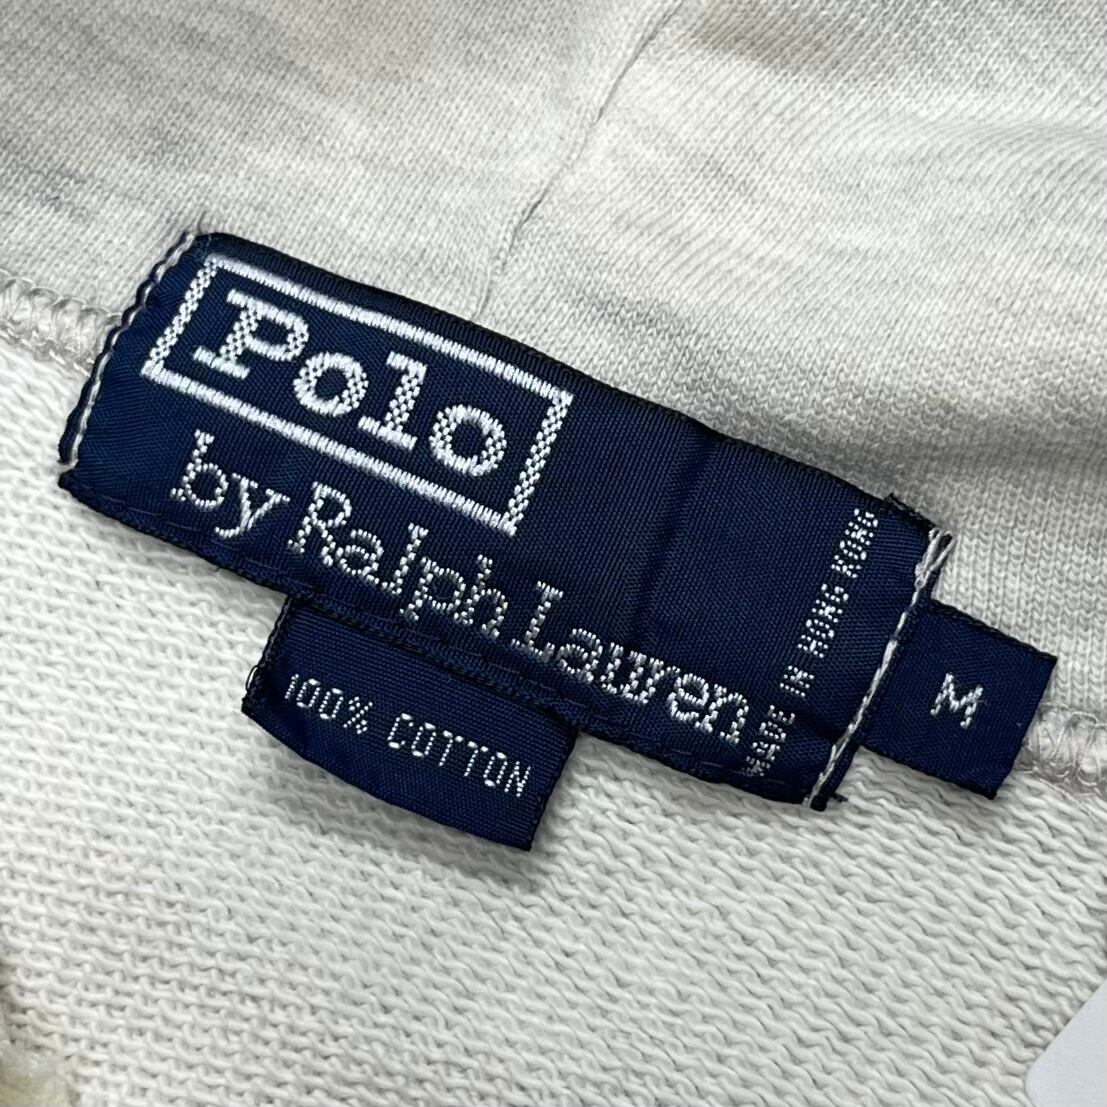 Polo
by Ralph Lauren
MADE IN HONG KONG
M
100% COTTON